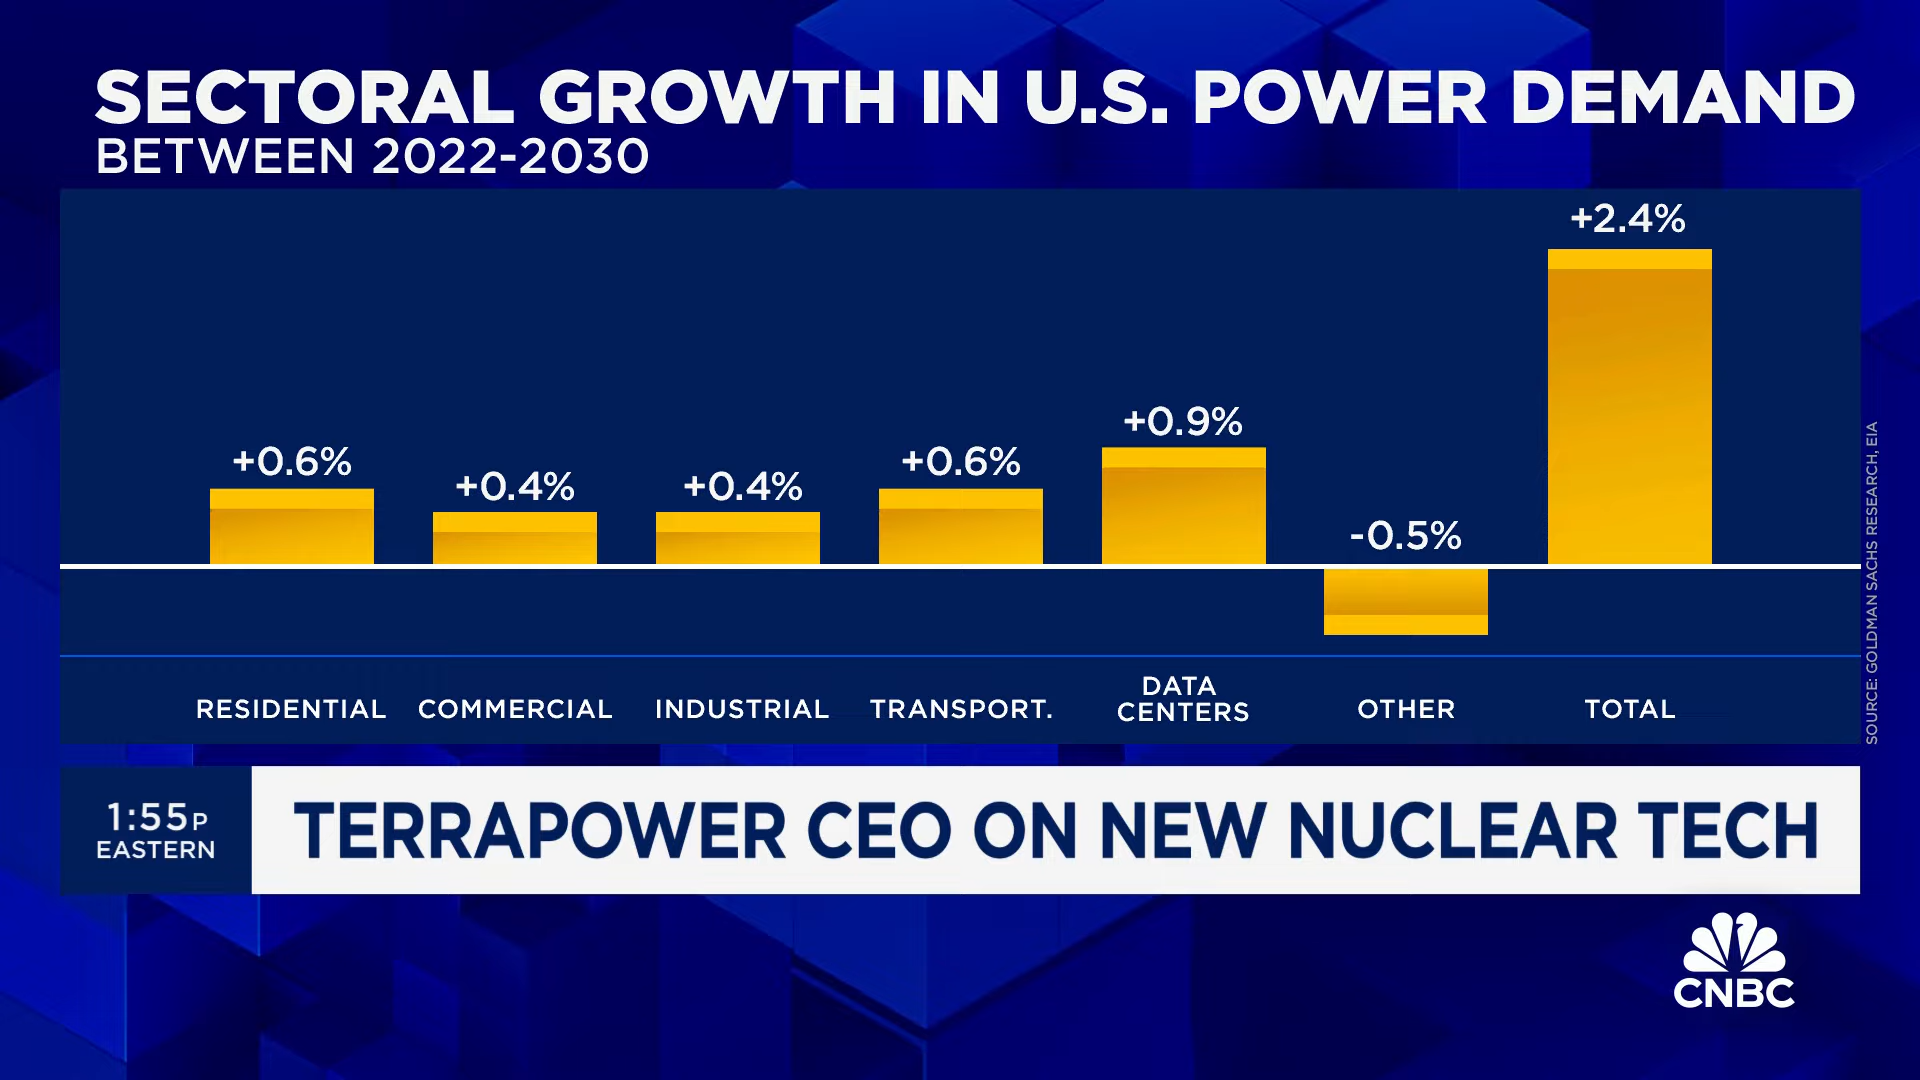 SECTORAL GROWTH IN U.S. POWER DEMAND
BETWEEN 2022-2030
+0.6%
+0.4%
+0.4%
+0.6%
+0.9%
-0.5%
+2.4%
RESIDENTIAL
COMMERCIAL
INDUSTRIAL
TRANSPORT.
DATA
CENTERS
OTHER
TOTAL
SOURCE: GOLDMAN SACHS RESEARCH, EIA
1:55P
EASTERN
TERRAPOWER CEO ON NEW NUCLEAR TECH
CNBC